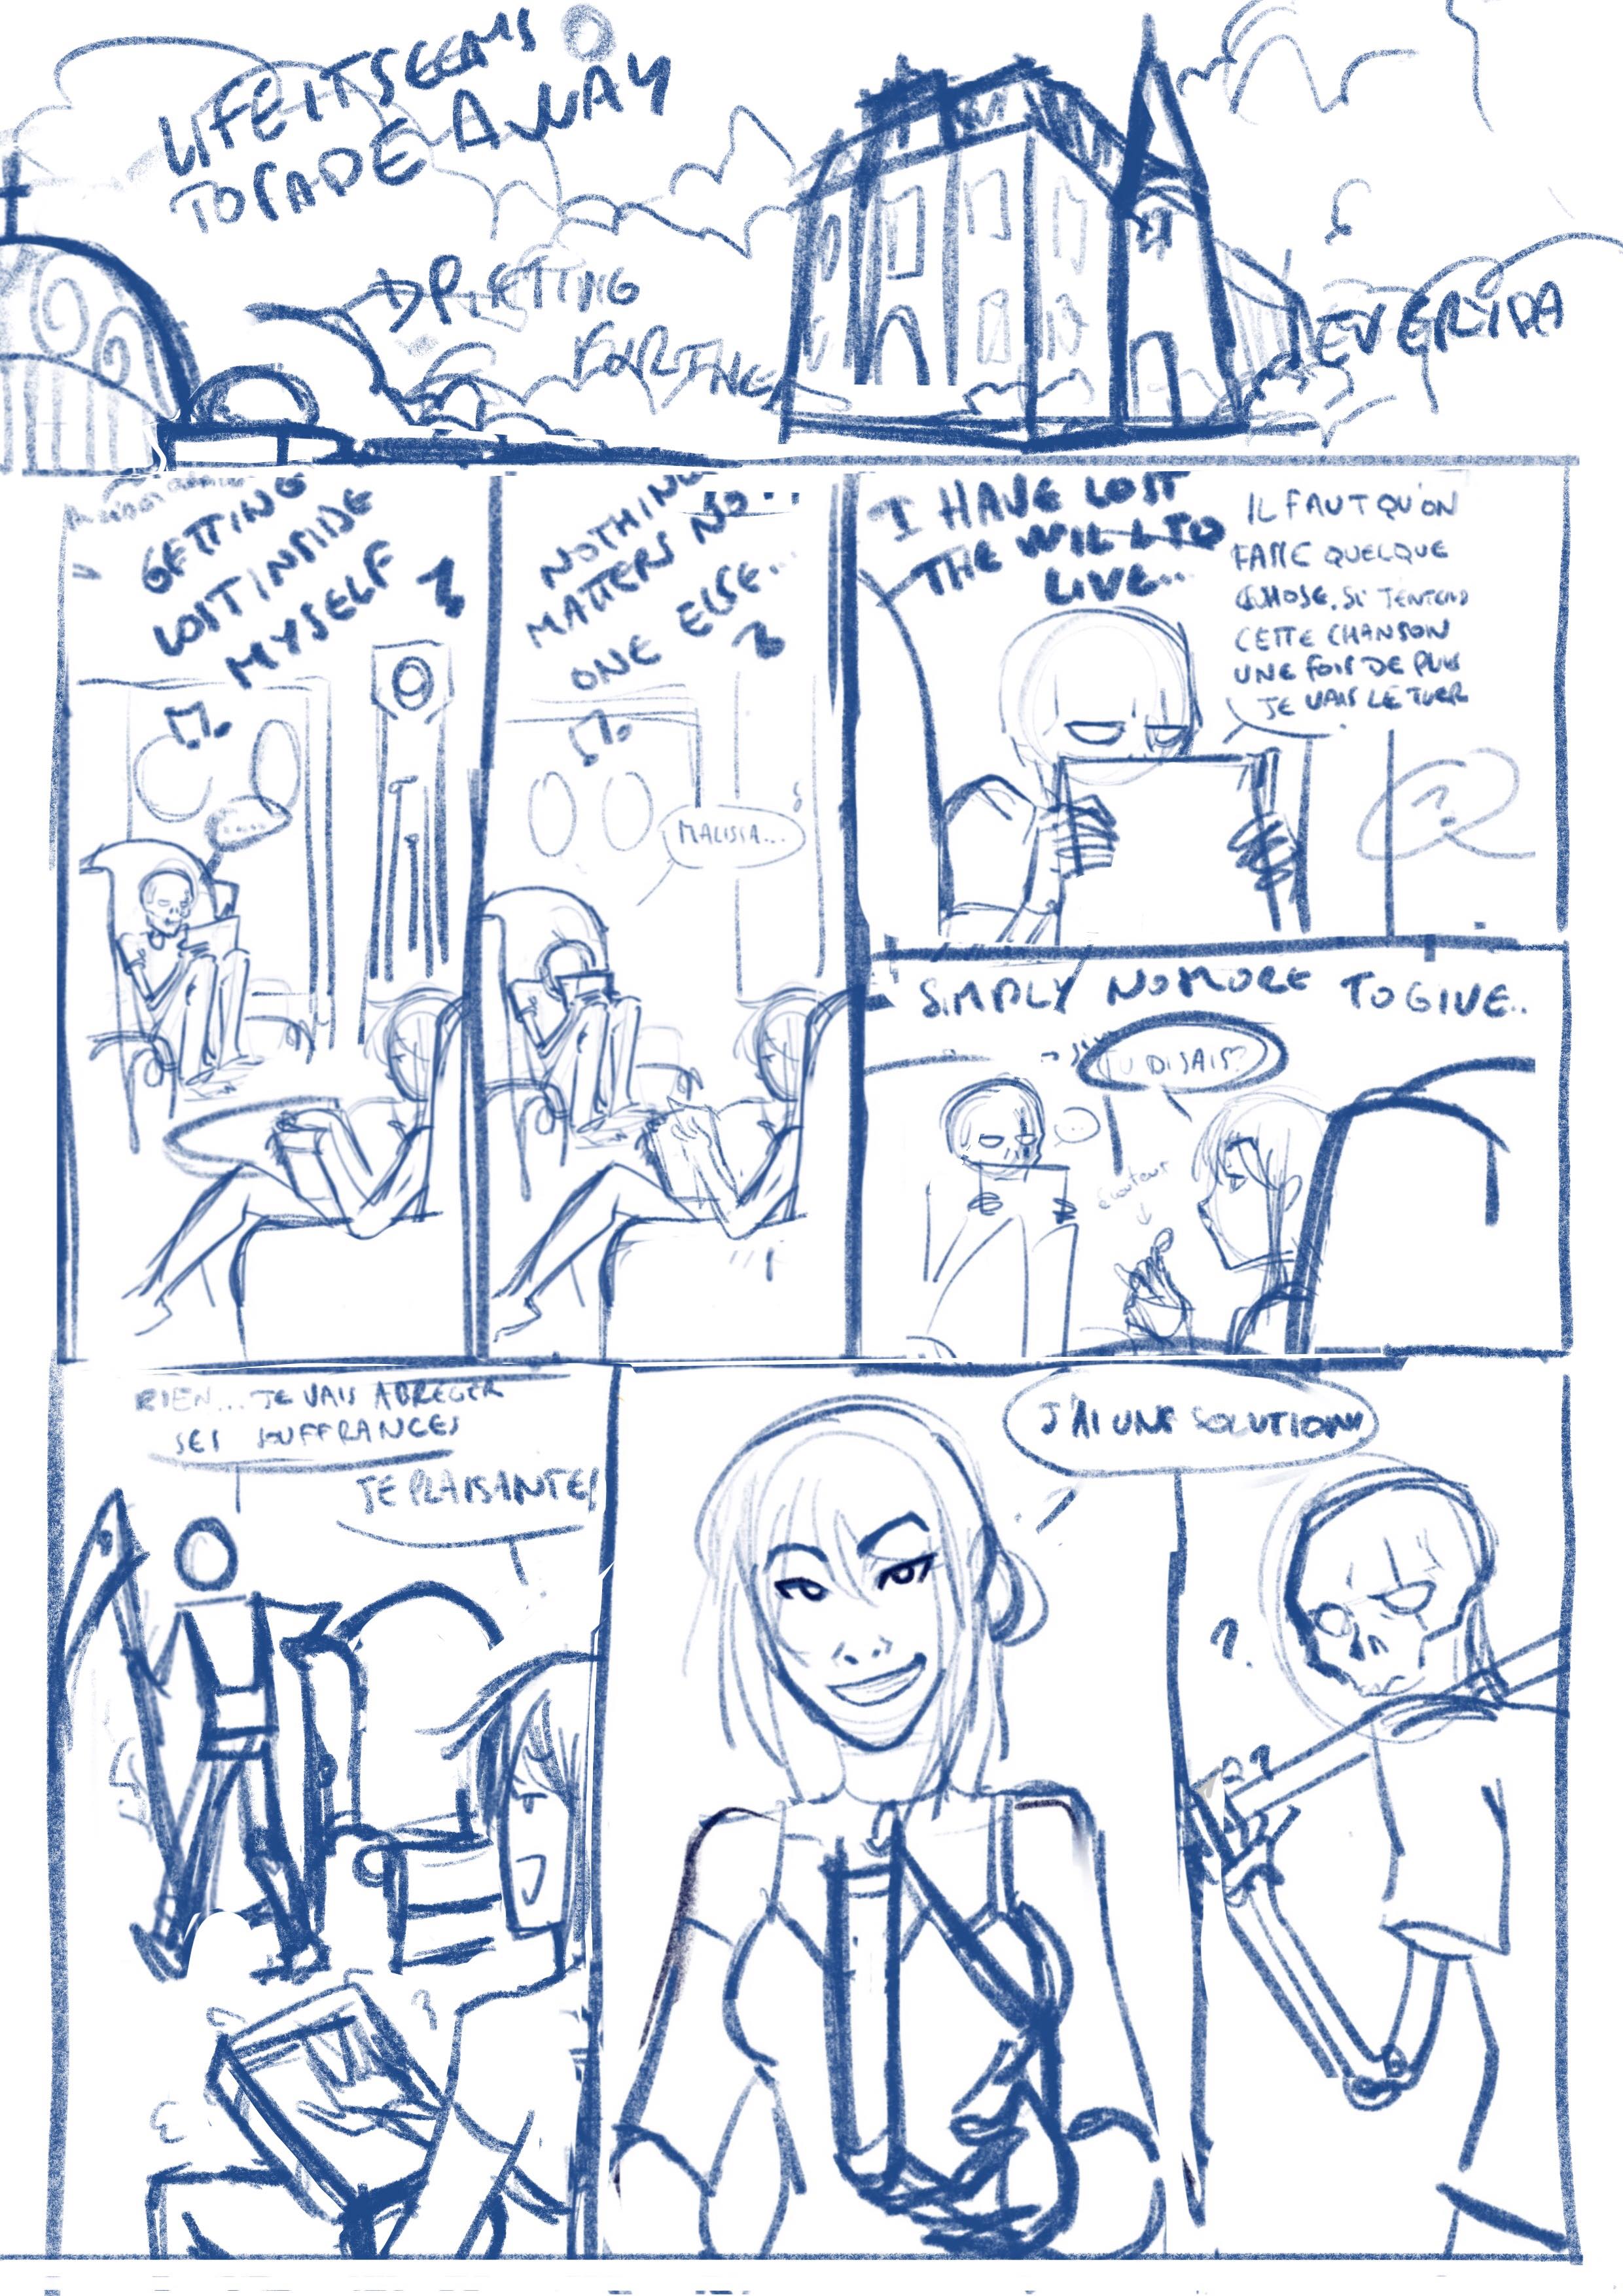 LIFE IT SEEMS
TO FADE AWAY
DRIFTING
FURTHER
EVERYDA
GETTING
LOST INSIDE
MYSELF
....
NOTHING
MATTERS NO...
ONE ELSE...
MALISIA...
I HAVE LOST
THE WILL TO
LIVE...
IL FAUT QU'ON
FASSE QUELQUE
CHOSE. SI J'ENTEND
CETTE CHANSON
UNE FOIS DE PLUS
JE VAIS LE TUER
?
SIMPLY NO MORE TO GIVE..
TU DISAIS?
...
écouteur
RIEN... JE VAIS ABREGER
SES SOUFFRANCES
JE PLAISANTE!
J'AI UNE SOLUTION
?
?